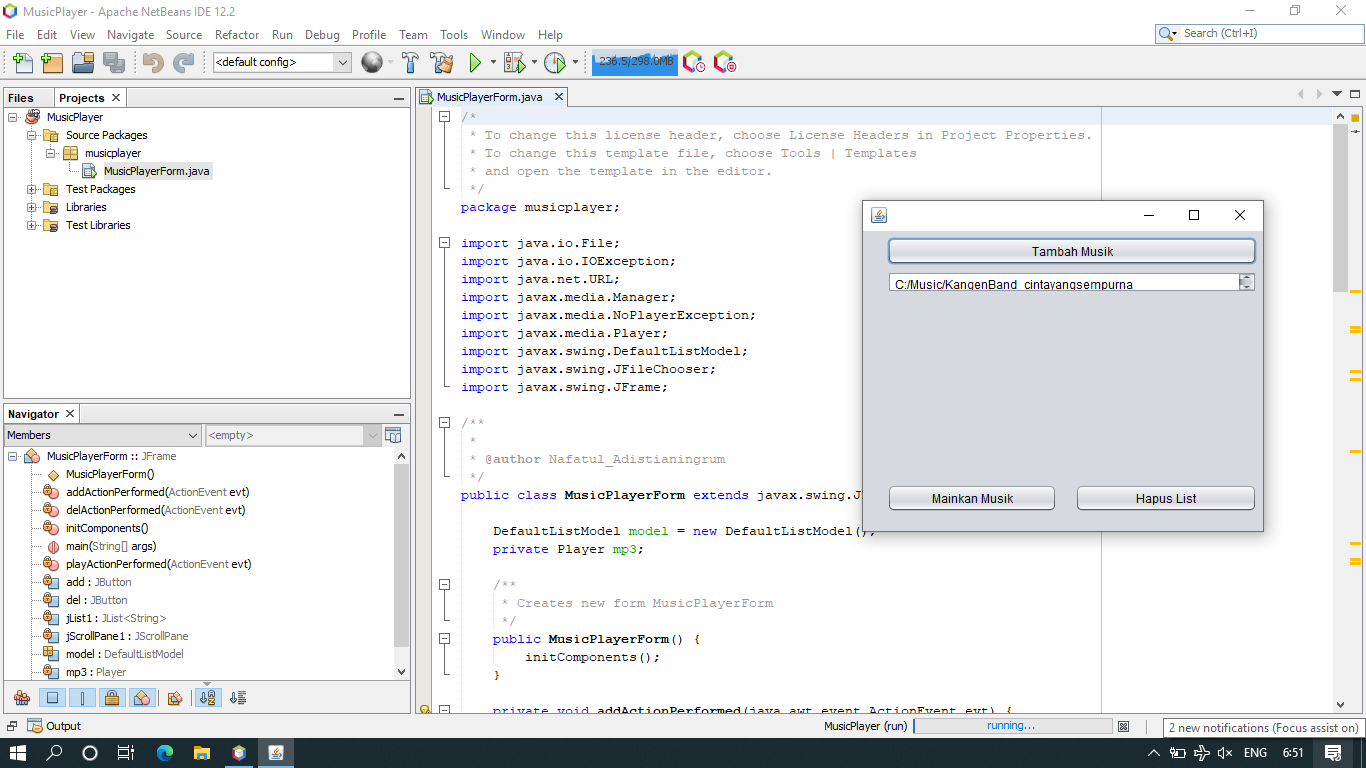 MusicPlayer - Apache NetBeans IDE 12.2
File Edit View Navigate Source Refactor Run Debug Profile Team Tools Window Help
Search (Ctrl+I)
<default config>
236.5/298.0MB
Files Projects
MusicPlayer
Source Packages
musicplayer
MusicPlayerForm.java
Test Packages
Libraries
Test Libraries
Navigator
Members
<empty>
MusicPlayerForm :: JFrame
MusicPlayerForm()
addActionPerformed(ActionEvent evt)
delActionPerformed(ActionEvent evt)
initComponents()
main(String[] args)
playActionPerformed(ActionEvent evt)
add : JButton
del : JButton
jList1 : JList<String>
jScrollPane1 : JScrollPane
model : DefaultListModel
mp3 : Player
MusicPlayerForm.java
/*
* To change this license header, choose License Headers in Project Properties.
* To change this template file, choose Tools | Templates
* and open the template in the editor.
*/
package musicplayer;
import java.io.File;
import java.io.IOException;
import java.net.URL;
import javax.media.Manager;
import javax.media.NoPlayerException;
import javax.media.Player;
import javax.swing.DefaultListModel;
import javax.swing.JFileChooser;
import javax.swing.JFrame;
/**
*
* @author Nafatul_Adistianingrum
*/
public class MusicPlayerForm extends javax.swing.J
DefaultListModel model = new DefaultListModel();
private Player mp3;
/**
* Creates new form MusicPlayerForm
*/
public MusicPlayerForm() {
initComponents();
}
private void addActionPerformed(java.awt.event.ActionEvent evt) {
Tambah Musik
C:/Music/KangenBand_cintayangsempurna
Mainkan Musik
Hapus List
Output
MusicPlayer (run)
running...
2 new notifications (Focus assist on)
ENG
6:51